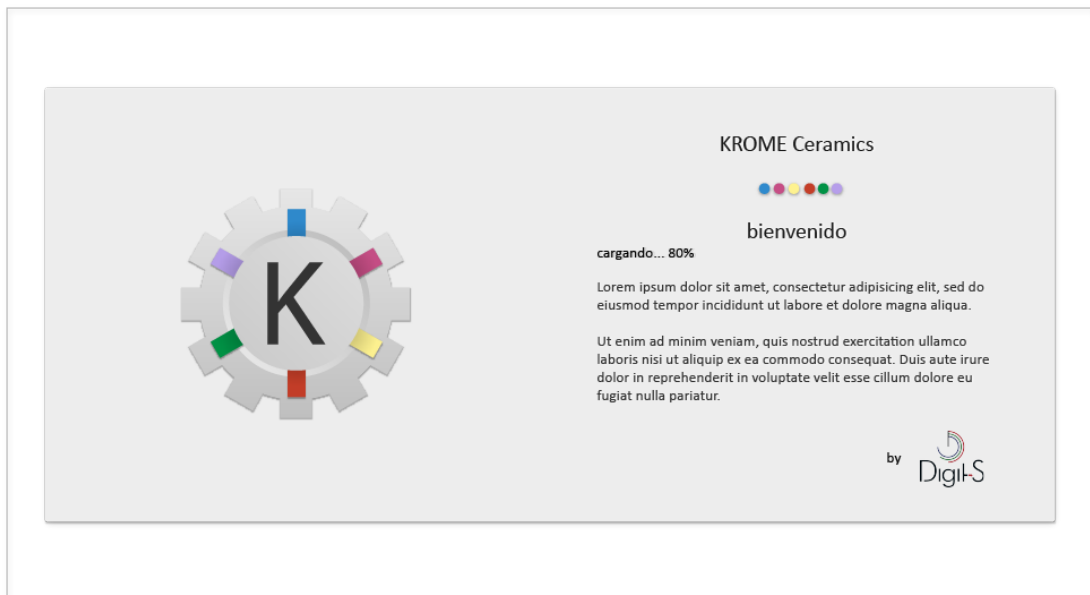 K
KROME Ceramics
bienvenido
cargando... 80%
Lorem ipsum dolor sit amet, consectetur adipisicing elit, sed do
eiusmod tempor incididunt ut labore et dolore magna aliqua.
Ut enim ad minim veniam, quis nostrud exercitation ullamco
laboris nisi ut aliquip ex ea commodo consequat. Duis aute irure
dolor in reprehenderit in voluptate velit esse cillum dolore eu
fugiat nulla pariatur.
by Digit-S